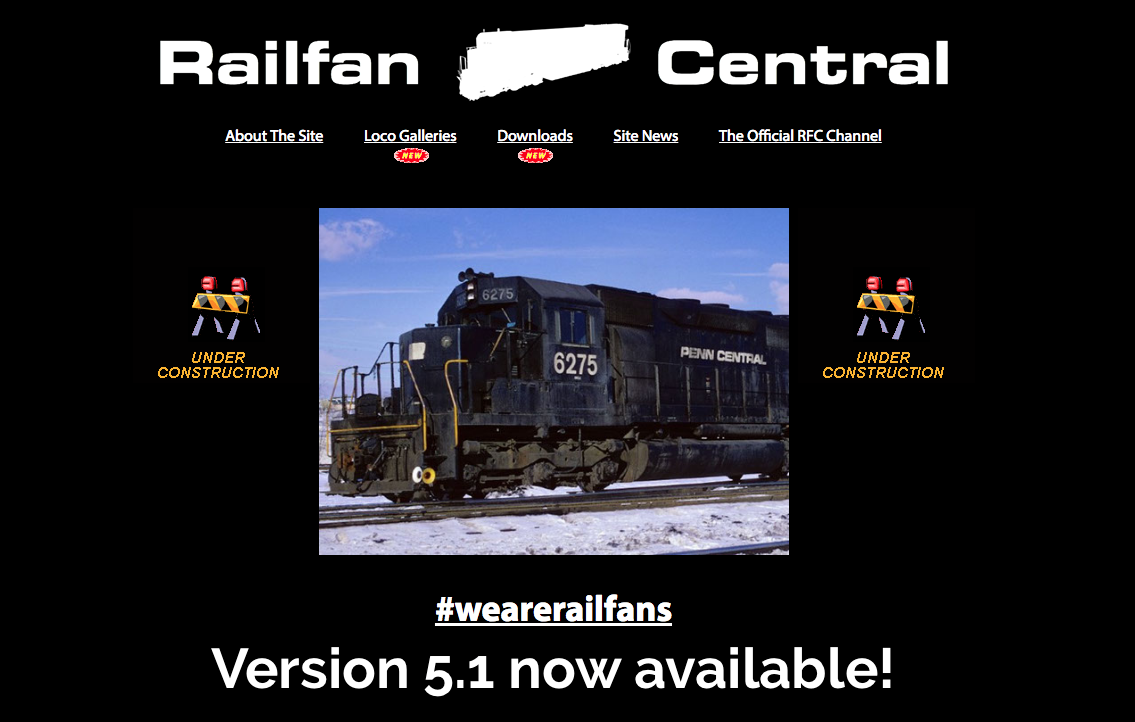 Railfan Central
About The Site Loco Galleries Downloads Site News The Official RFC Channel
NEW NEW
6275
6275
PENN CENTRAL
UNDER
CONSTRUCTION
UNDER
CONSTRUCTION
#wearerailfans
Version 5.1 now available!